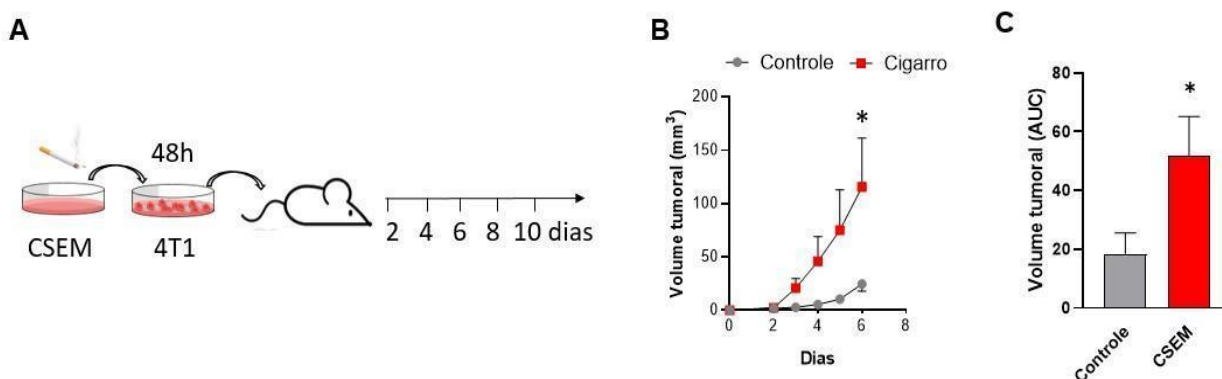 A
48h
CSEM
4T1
2 4 6 8 10 dias
B
Controle Cigarro
Volume tumoral (mm³)
200
150
100
50
0
*
0 2 4 6 8
Dias
C
Volume tumoral (AUC)
80
60
40
20
0
*
Controle
CSEM